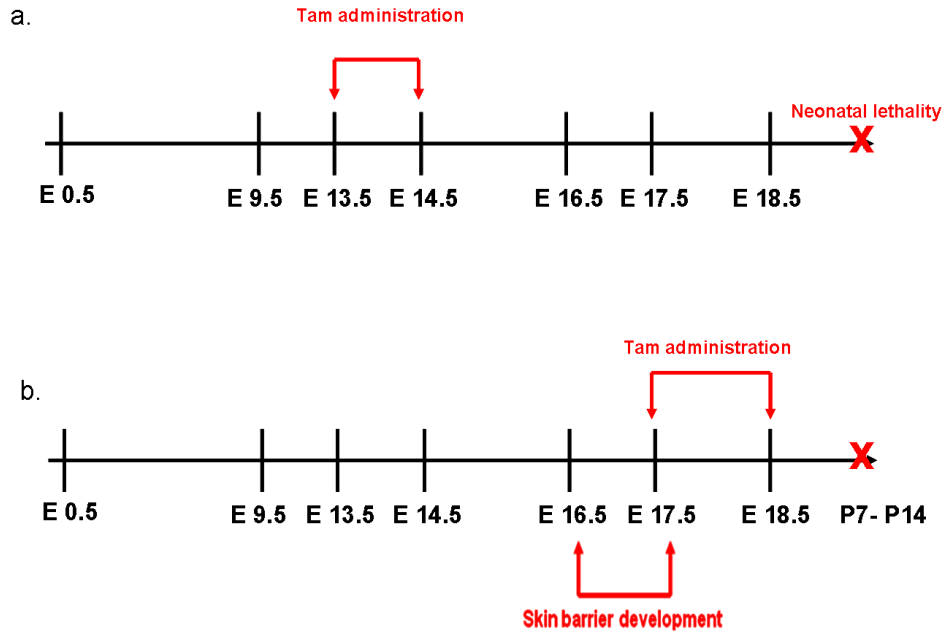 a.
Tam administration
Neonatal lethality
X
E 0.5 E 9.5 E 13.5 E 14.5 E 16.5 E 17.5 E 18.5
Tam administration
b.
X
E 0.5 E 9.5 E 13.5 E 14.5 E 16.5 E 17.5 E 18.5 P7- P14
Skin barrier development